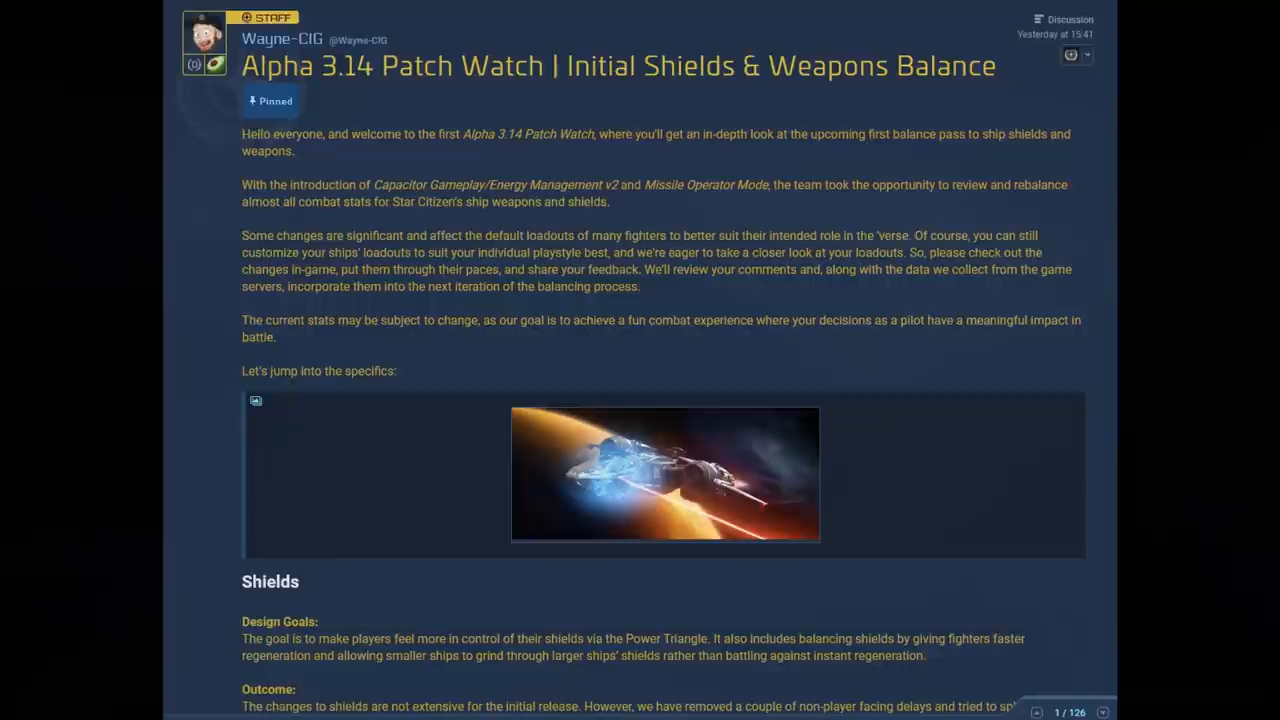 STAFF
Wayne-CIG @Wayne-CIG
Discussion
Yesterday at 15:41
Alpha 3.14 Patch Watch | Initial Shields & Weapons Balance
Pinned
Hello everyone, and welcome to the first Alpha 3.14 Patch Watch, where you'll get an in-depth look at the upcoming first balance pass to ship shields and
weapons.
With the introduction of Capacitor Gameplay/Energy Management v2 and Missile Operator Mode, the team took the opportunity to review and rebalance
almost all combat stats for Star Citizen's ship weapons and shields.
Some changes are significant and affect the default loadouts of many fighters to better suit their intended role in the 'verse. Of course, you can still
customize your ships' loadouts to suit your individual playstyle best, and we're eager to take a closer look at your loadouts. So, please check out the
changes in-game, put them through their paces, and share your feedback. We'll review your comments and, along with the data we collect from the game
servers, incorporate them into the next iteration of the balancing process.
The current stats may be subject to change, as our goal is to achieve a fun combat experience where your decisions as a pilot have a meaningful impact in
battle.
Let's jump into the specifics:
Shields
Design Goals:
The goal is to make players feel more in control of their shields via the Power Triangle. It also includes balancing shields by giving fighters faster
regeneration and allowing smaller ships to grind through larger ships' shields rather than battling against instant regeneration.
Outcome:
The changes to shields are not extensive for the initial release. However, we have removed a couple of non-player facing delays and tried to
1 / 126